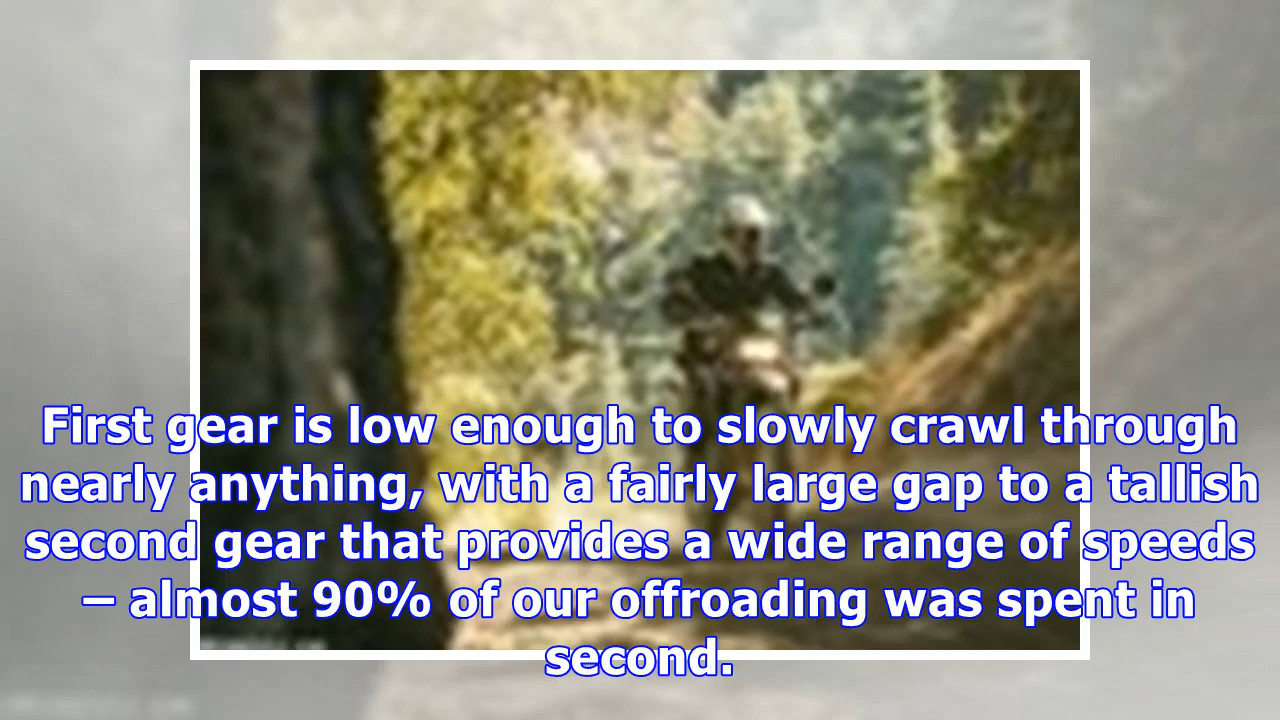 First gear is low enough to slowly crawl through
nearly anything, with a fairly large gap to a tallish
second gear that provides a wide range of speeds
– almost 90% of our offroading was spent in
second.